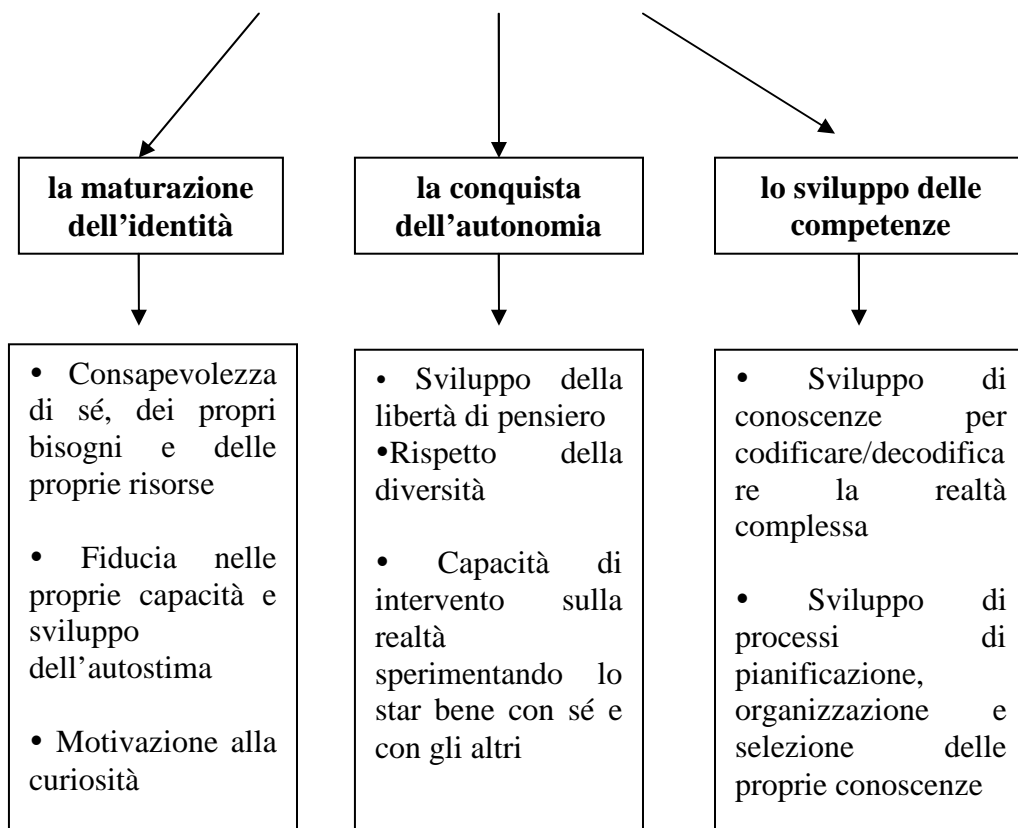 la maturazione
dell’identità
la conquista
dell’autonomia
lo sviluppo delle
competenze
• Consapevolezza
di sé, dei propri
bisogni e delle
proprie risorse
• Fiducia nelle
proprie capacità e
sviluppo
dell’autostima
• Motivazione alla
curiosità
• Sviluppo della
libertà di pensiero
•Rispetto della
diversità
• Capacità di
intervento sulla
realtà
sperimentando lo
star bene con sé e
con gli altri
• Sviluppo di
conoscenze per
codificare/decodifica
re la realtà
complessa
• Sviluppo di
processi di
pianificazione,
organizzazione e
selezione delle
proprie conoscenze